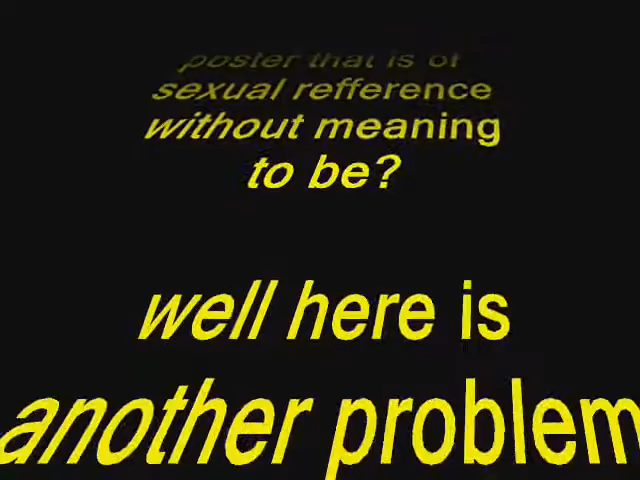 poster that is of
sexual refference
without meaning
to be?
well here is
another problem